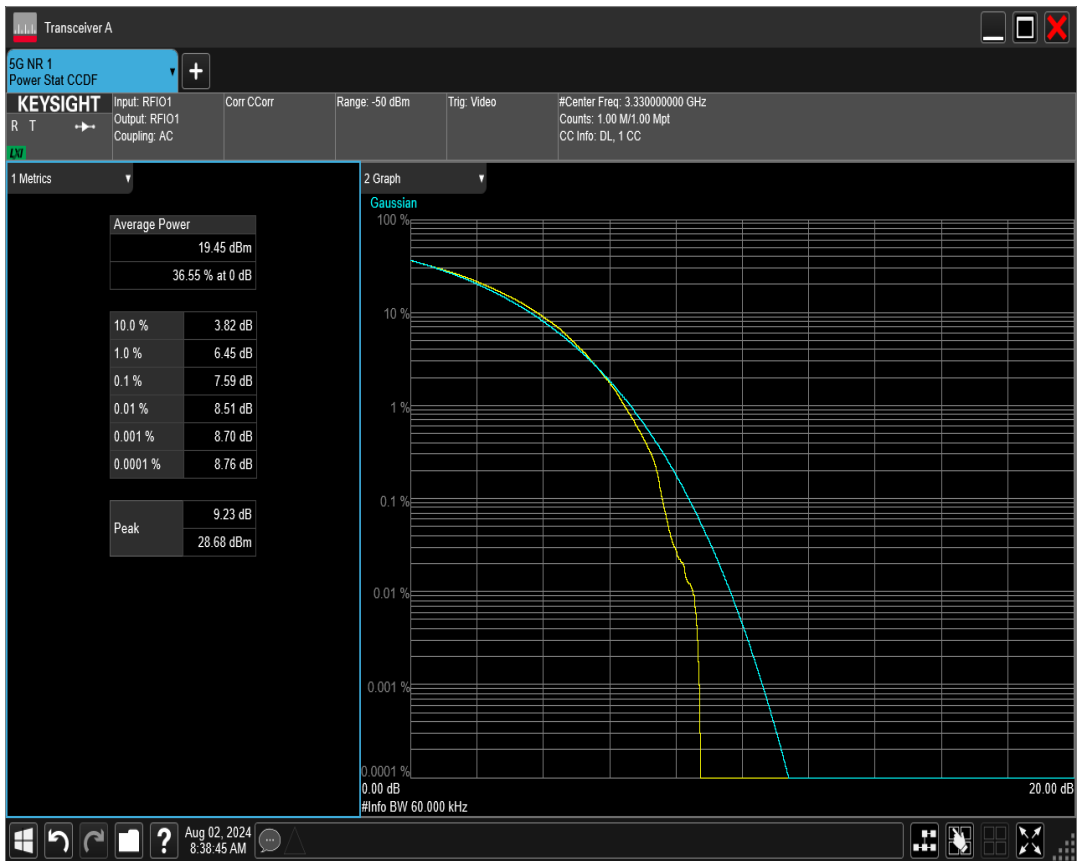 Transceiver A
5G NR 1
Power Stat CCDF
KEYSIGHT
R T
LXI
Input: RFIO1
Output: RFIO1
Coupling: AC
Corr CCorr
Range: -50 dBm
Trig: Video
#Center Freq: 3.330000000 GHz
Counts: 1.00 M/1.00 Mpt
CC Info: DL, 1 CC
1 Metrics
Average Power
19.45 dBm
36.55 % at 0 dB
10.0 % 3.82 dB
1.0 % 6.45 dB
0.1 % 7.59 dB
0.01 % 8.51 dB
0.001 % 8.70 dB
0.0001 % 8.76 dB
Peak
9.23 dB
28.68 dBm
2 Graph
Gaussian
100 %
10 %
1 %
0.1 %
0.01 %
0.001 %
0.0001 %
0.00 dB 20.00 dB
#Info BW 60.000 kHz
?
Aug 02, 2024
8:38:45 AM